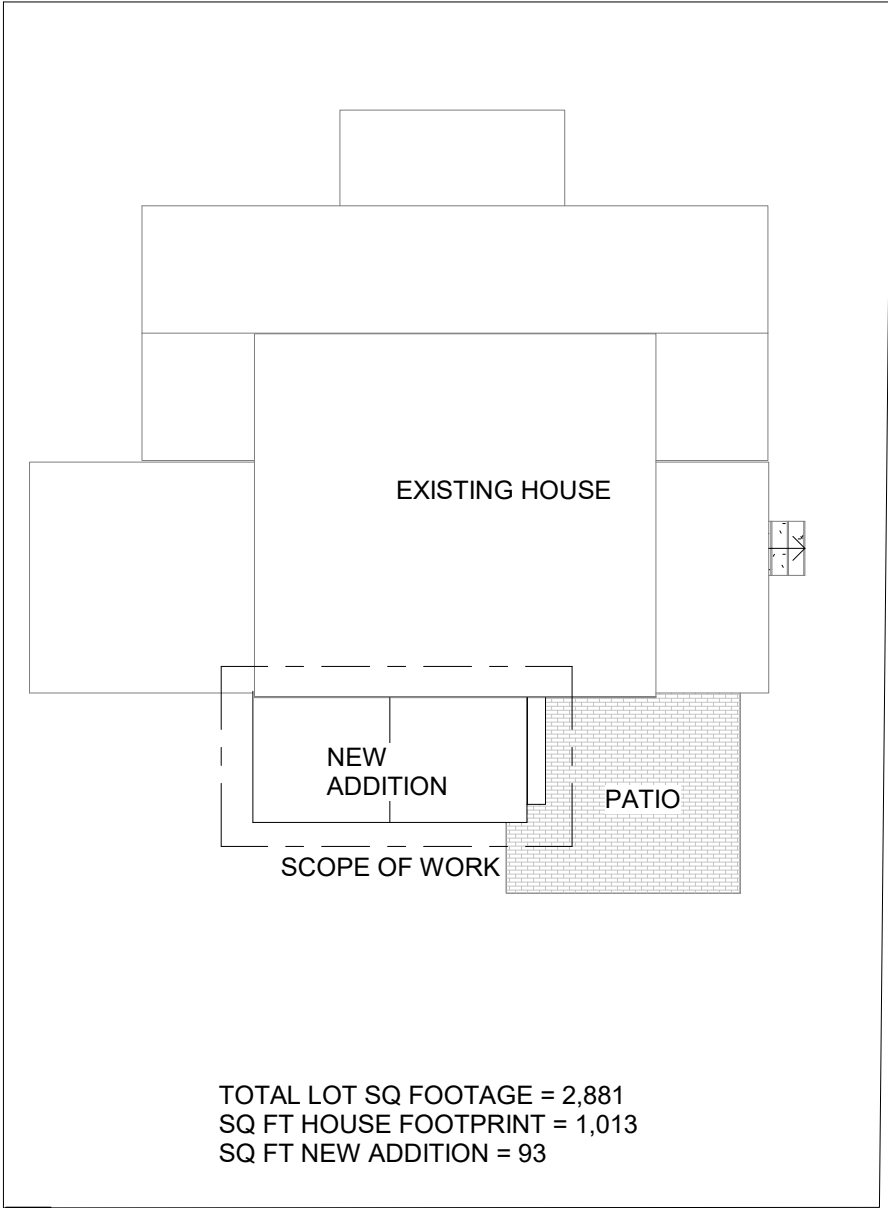 EXISTING HOUSE
NEW
ADDITION
PATIO
SCOPE OF WORK
TOTAL LOT SQ FOOTAGE = 2,881
SQ FT HOUSE FOOTPRINT = 1,013
SQ FT NEW ADDITION = 93